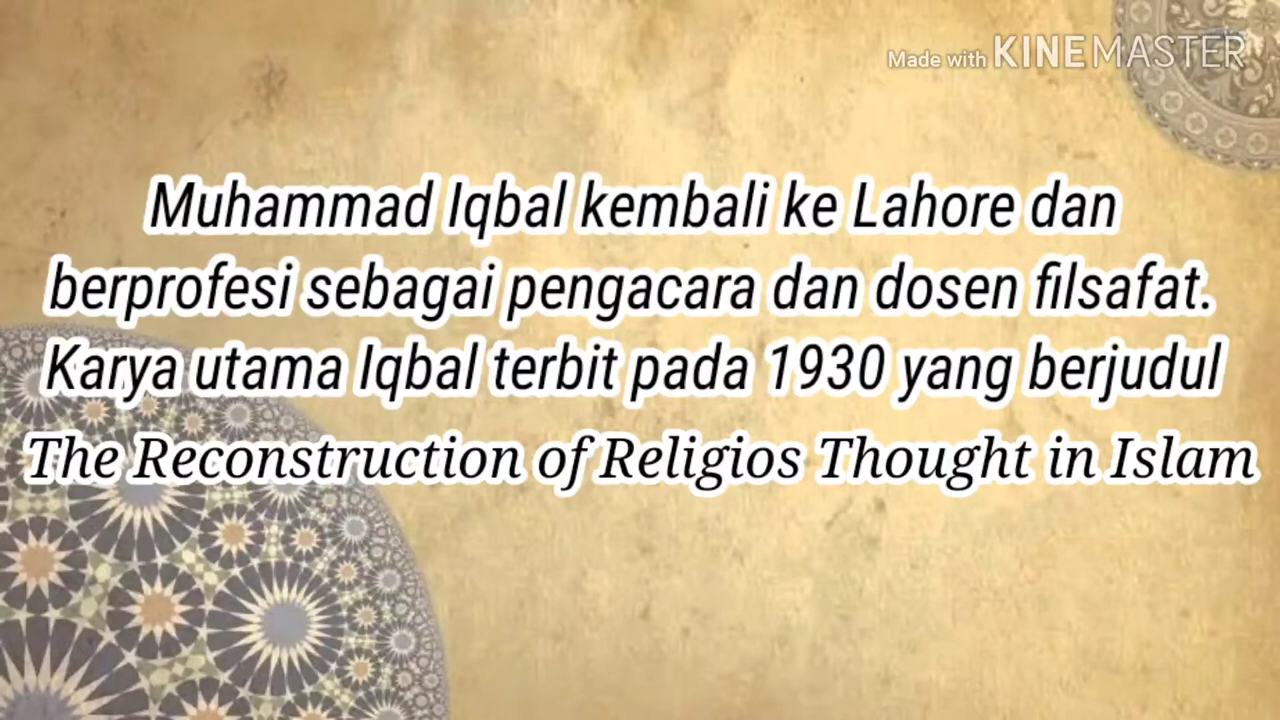 Made with KINEMASTER
Muhammad Iqbal kembali ke Lahore dan
berprofesi sebagai pengacara dan dosen filsafat.
Karya utama Iqbal terbit pada 1930 yang berjudul
The Reconstruction of Religios Thought in Islam